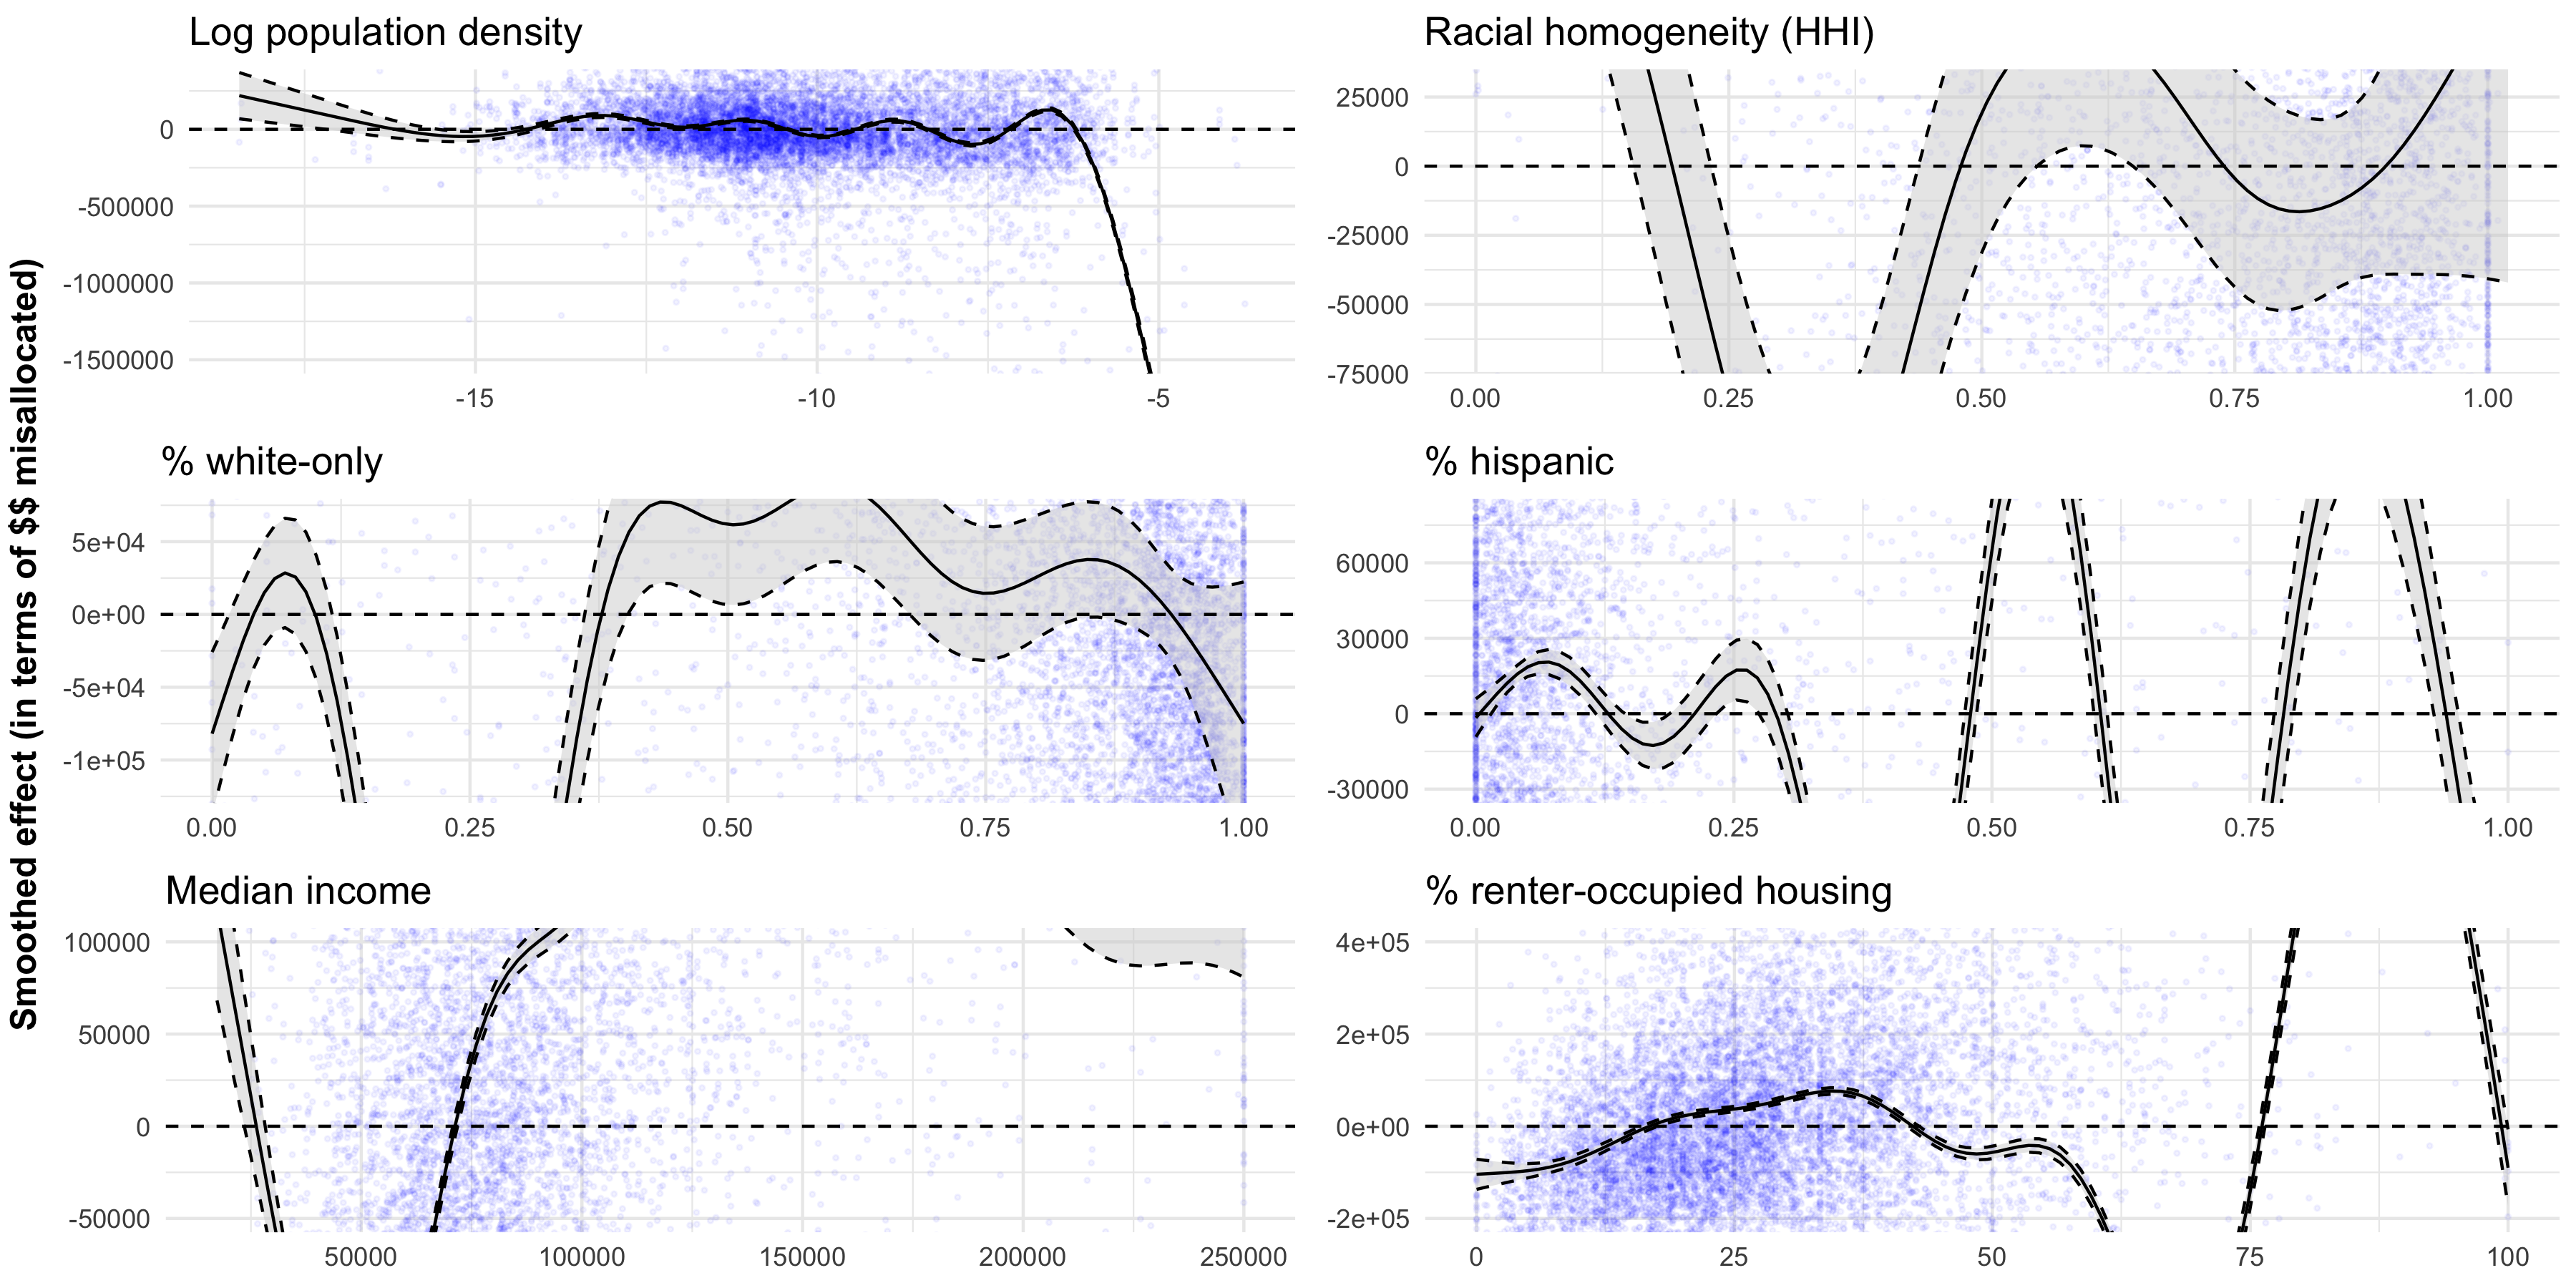 Smoothed effect (in terms of $$ misallocated)
Log population density
0
-500000
-1000000
-1500000
-15 -10 -5
Racial homogeneity (HHI)
25000
0
-25000
-50000
-75000
0.00 0.25 0.50 0.75 1.00
% white-only
5e+04
0e+00
-5e+04
-1e+05
0.00 0.25 0.50 0.75 1.00
% hispanic
60000
30000
0
-30000
0.00 0.25 0.50 0.75 1.00
Median income
100000
50000
0
-50000
50000 100000 150000 200000 250000
% renter-occupied housing
4e+05
2e+05
0e+00
-2e+05
0 25 50 75 100